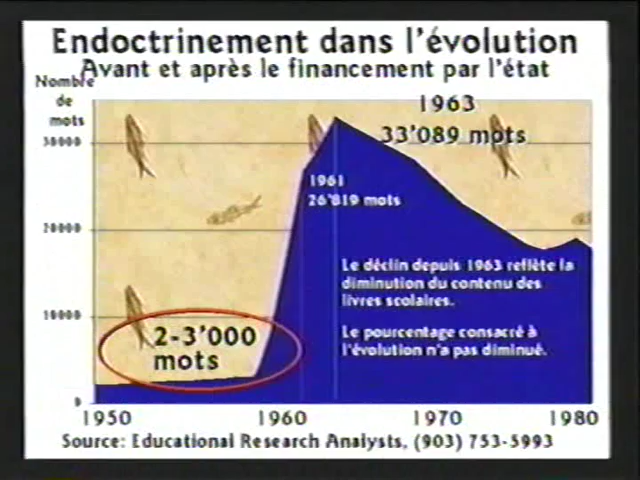 Endoctrinement dans l'évolution
Avant et après le financement par l'état
Nombre
de
mots
30000
20000
10000
0
1963
33'089 mots
1961
26'819 mots
Le déclin depuis 1963 reflète la
diminution du contenu des
livres scolaires.
Le pourcentage consacré à
l'évolution n'a pas diminué.
2-3'000
mots
1950 1960 1970 1980
Source: Educational Research Analysts, (903) 753-5993